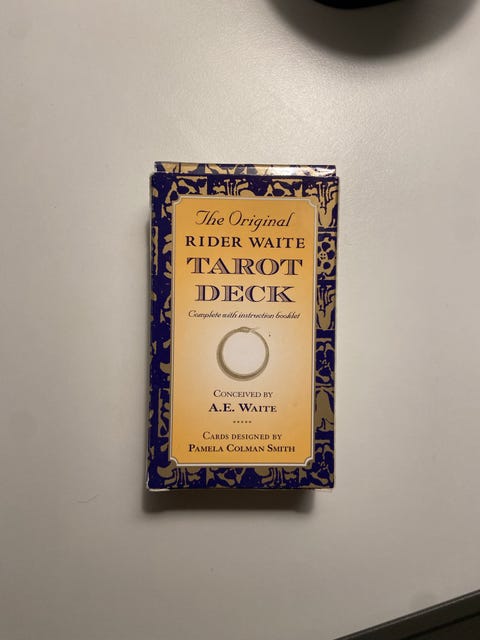 The Original
RIDER WAITE
TAROT
DECK
Complete with instruction booklet
CONCEIVED BY
A.E. WAITE
CARDS DESIGNED BY
PAMELA COLMAN SMITH